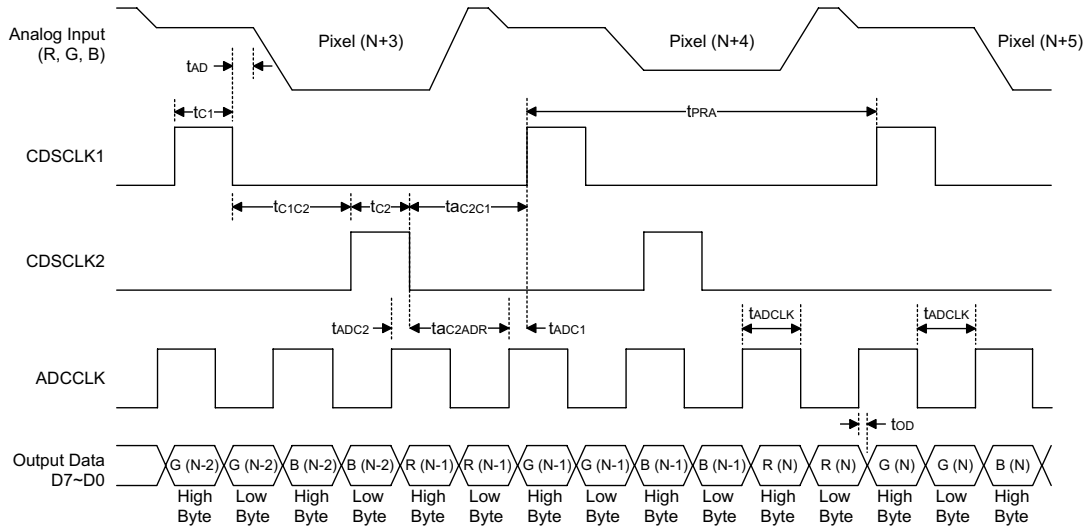 Analog Input
(R, G, B)
Pixel (N+3)
Pixel (N+4)
Pixel (N+5)
tAD
tC1
tPRA
CDSCLK1
tC1C2
tC2
taC2C1
CDSCLK2
tADC2
taC2ADR
tADC1
tADCLK
tADCLK
ADCCLK
tOD
Output Data
D7~D0
G (N-2) G (N-2) B (N-2) B (N-2) R (N-1) R (N-1) G (N-1) G (N-1) B (N-1) B (N-1) R (N) R (N) G (N) G (N) B (N)
High Low High Low High Low High Low High Low High Low High Low High
Byte Byte Byte Byte Byte Byte Byte Byte Byte Byte Byte Byte Byte Byte Byte